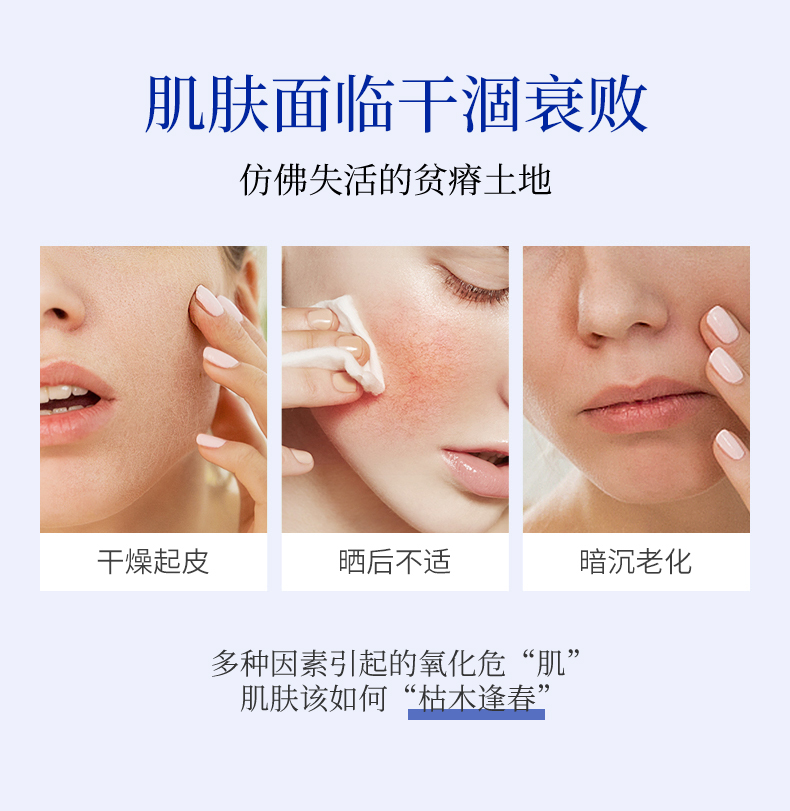 肌肤面临干涸衰败
仿佛失活的贫瘠土地
干燥起皮
晒后不适
暗沉老化
多种因素引起的氧化危“肌”
肌肤该如何“枯木逢春”